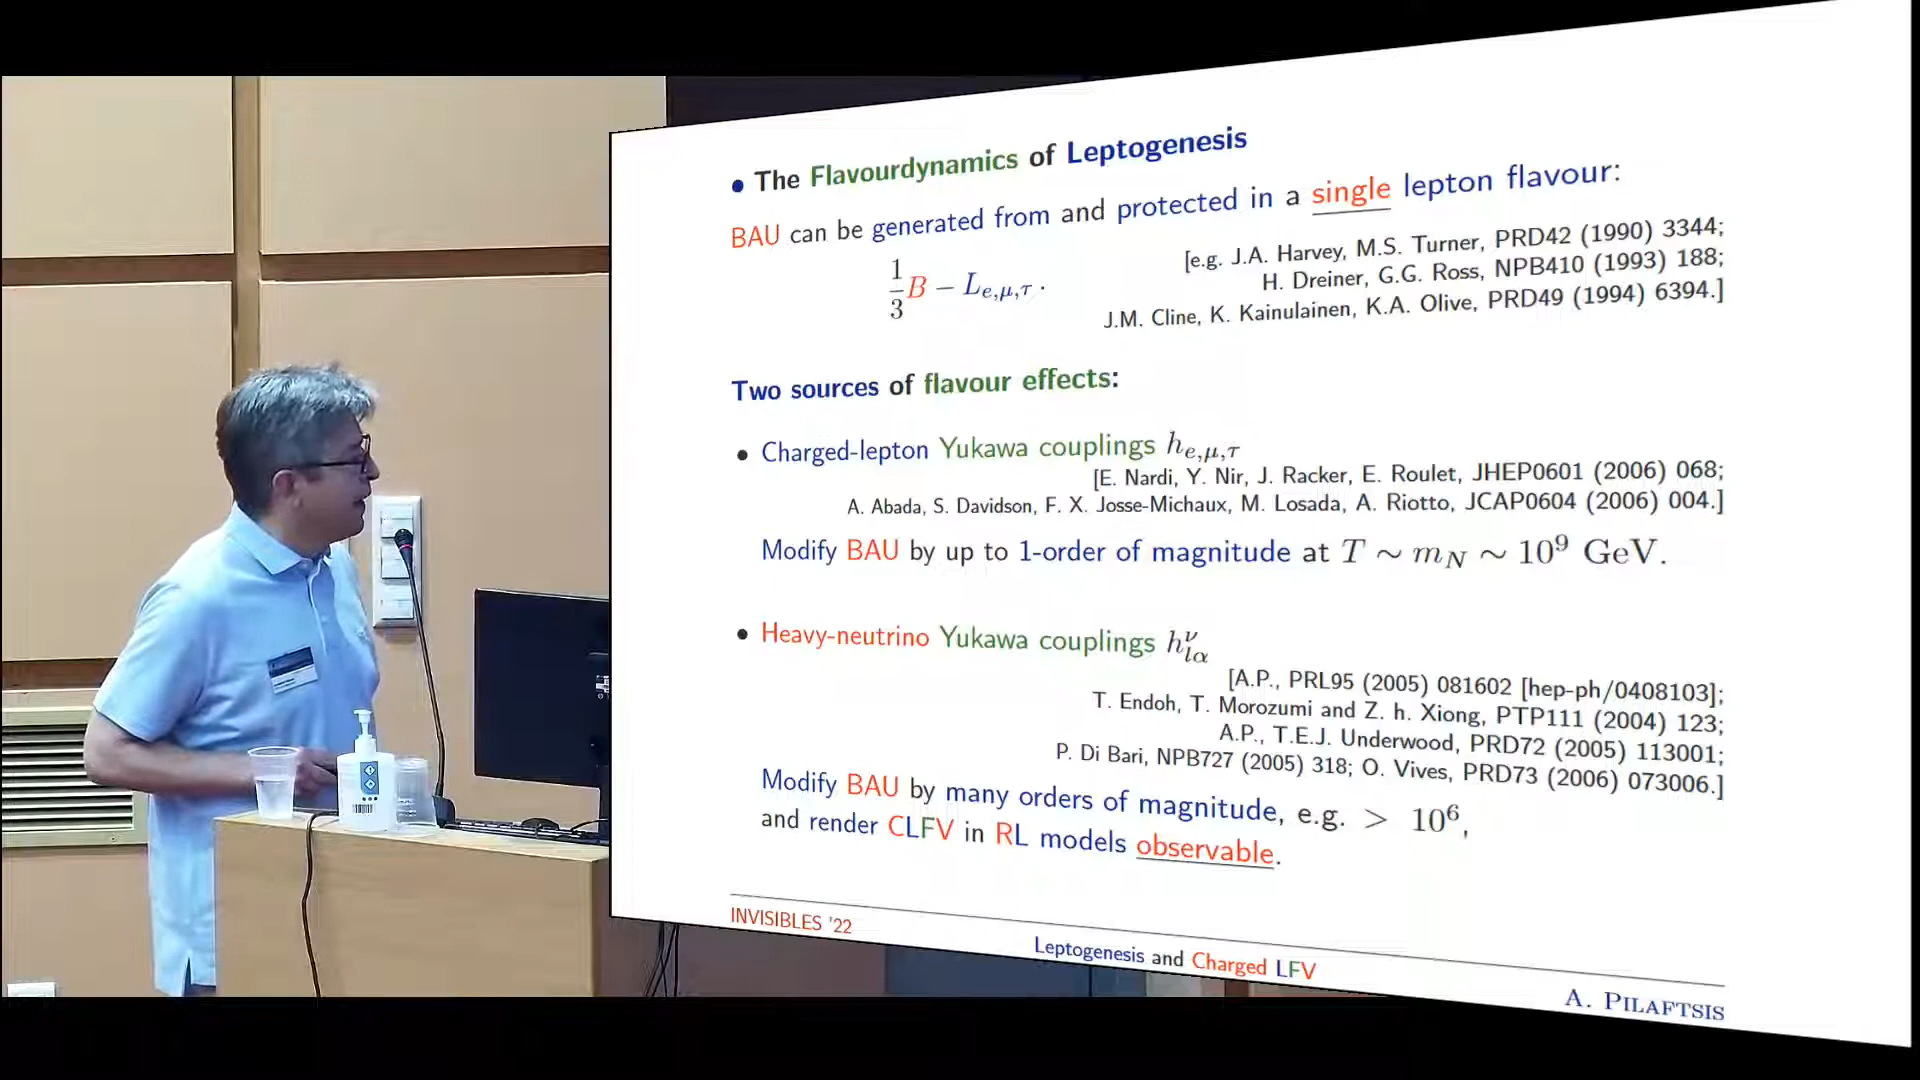 • The Flavourdynamics of Leptogenesis
BAU can be generated from and protected in a single lepton flavour:
[e.g. J.A. Harvey, M.S. Turner, PRD42 (1990) 3344;
H. Dreiner, G.G. Ross, NPB410 (1993) 188;
J.M. Cline, K. Kainulainen, K.A. Olive, PRD49 (1994) 6394.]
1/3 B − L_{e,μ,τ} .
Two sources of flavour effects:
• Charged-lepton Yukawa couplings h_{e,μ,τ}
[E. Nardi, Y. Nir, J. Racker, E. Roulet, JHEP0601 (2006) 068;
A. Abada, S. Davidson, F. X. Josse-Michaux, M. Losada, A. Riotto, JCAP0604 (2006) 004.]
Modify BAU by up to 1-order of magnitude at T ∼ m_N ∼ 10⁹ GeV.
• Heavy-neutrino Yukawa couplings h^ν_{lα}
[A.P., PRL95 (2005) 081602 [hep-ph/0408103];
T. Endoh, T. Morozumi and Z. h. Xiong, PTP111 (2004) 123;
A.P., T.E.J. Underwood, PRD72 (2005) 113001;
P. Di Bari, NPB727 (2005) 318; O. Vives, PRD73 (2006) 073006.]
Modify BAU by many orders of magnitude, e.g. > 10⁶,
and render CLFV in RL models observable.
INVISIBLES '22
Leptogenesis and Charged LFV
A. PILAFTSIS